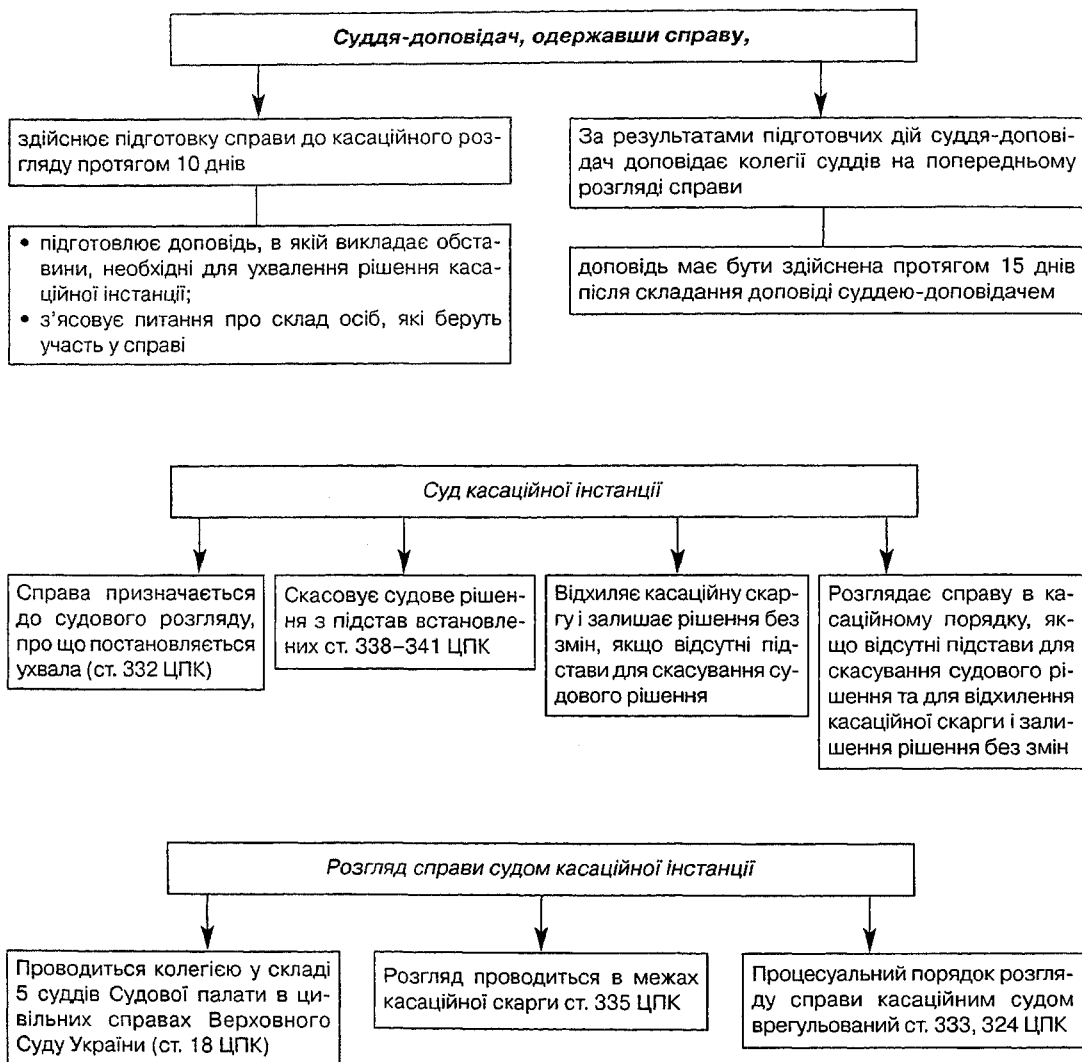 Суддя-доповідач, одержавши справу,
здійснює підготовку справи до касаційного роз-
гляду протягом 10 днів
• підготовлює доповідь, в якій викладає обста-
вини, необхідні для ухвалення рішення каса-
ційної інстанції;
• з’ясовує питання про склад осіб, які беруть
участь у справі
За результатами підготовчих дій суддя-допові-
дач доповідає колегії суддів на попередньому
розгляді справи
доповідь має бути здійснена протягом 15 днів
після складання доповіді суддею-доповідачем
Суд касаційної інстанції
Справа призначається
до судового розгляду,
про що постановляється
ухвала (ст. 332 ЦПК)
Скасовує судове рішен-
ня з підстав встановле-
них ст. 338–341 ЦПК
Відхиляє касаційну скар-
гу і залишає рішення без
змін, якщо відсутні під-
стави для скасування су-
дового рішення
Розглядає справу в ка-
саційному порядку, як-
що відсутні підстави для
скасування судового рі-
шення та для відхилення
касаційної скарги і зали-
шення рішення без змін
Розгляд справи судом касаційної інстанції
Проводиться колегією у складі
5 суддів Судової палати в ци-
вільних справах Верховного
Суду України (ст. 18 ЦПК)
Розгляд проводиться в межах
касаційної скарги ст. 335 ЦПК
Процесуальний порядок розгля-
ду справи касаційним судом
врегульований ст. 333, 324 ЦПК